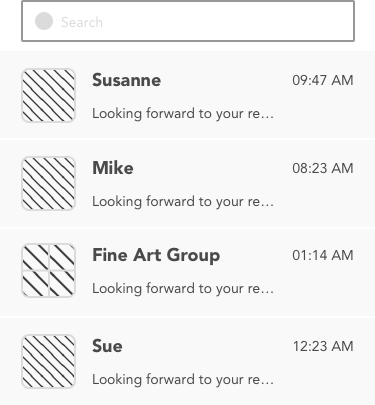 Search
Susanne 09:47 AM
Looking forward to your re…
Mike 08:23 AM
Looking forward to your re…
Fine Art Group 01:14 AM
Looking forward to your re…
Sue 12:23 AM
Looking forward to your re…